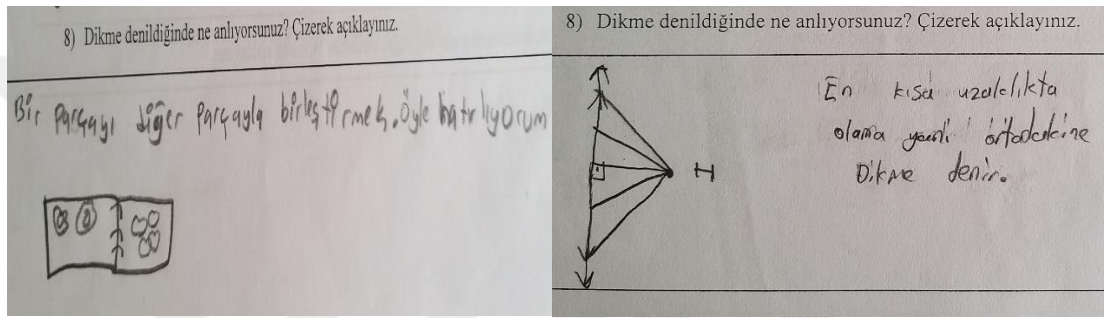 8) Dikme denildiğinde ne anlıyorsunuz? Çizerek açıklayınız.
Bir parçayı diğer parçayla birleştirmek. Öyle hatırlıyorum
8) Dikme denildiğinde ne anlıyorsunuz? Çizerek açıklayınız.
En kısa uzaklıkta
olana yani ortadakine
Dikme denir.
H